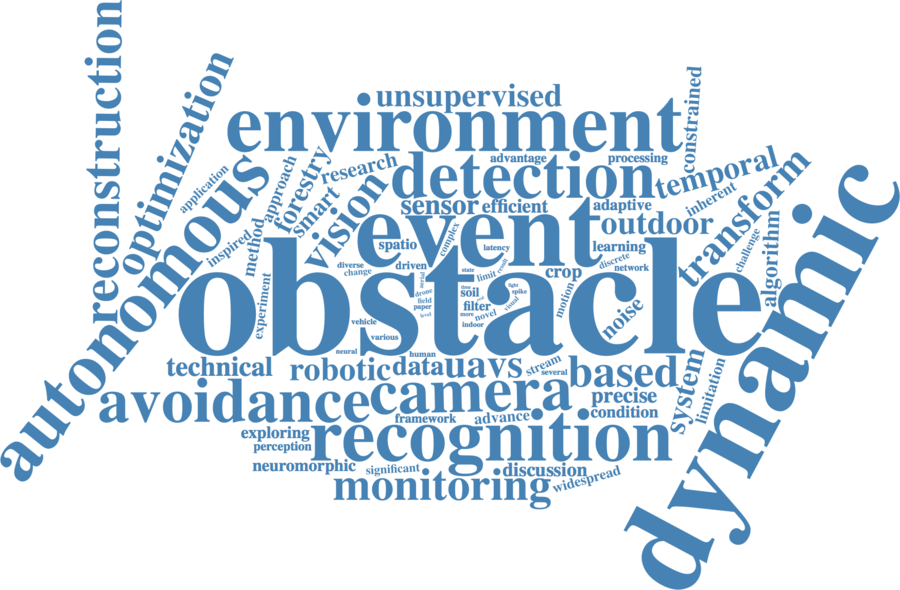 reconstruction
optimization
unsupervised
constrained
environment
application
approach
forestry
research
advantage
processing
detection
temporal
autonomous
smart
vision
sensor
efficient
adaptive
inherent
transform
dynamic
inspired
method
event
outdoor
spatio
complex
latency
learning
challenge
algorithm
diverse
change
driven
state
limit
result
crop
discrete
network
obstacle
experiment
aerial
drone
field
paper
level
time
soil
flight
spike
filter
visual
more
novel
indoor
motion
noise
vehicle
various
neural
human
technical
robotic
data
uavs
stream
several
based
system
limitation
avoidance
camera
precise
condition
framework
advance
exploring
perception
recognition
neuromorphic
significant
discussion
widespread
monitoring